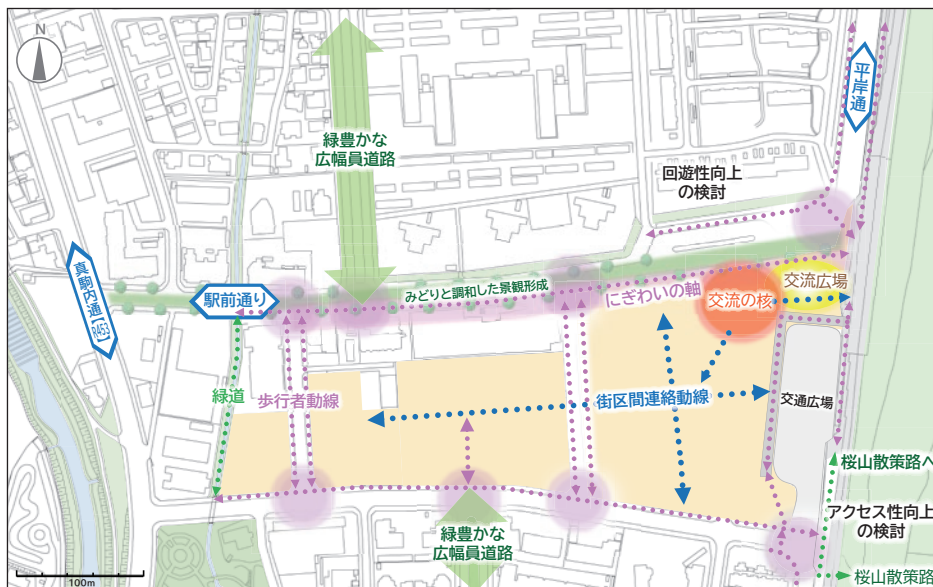 N
平岸通
緑豊かな
広幅員道路
回遊性向上
の検討
真駒内通【R453】
駅前通り
みどりと調和した景観形成
にぎわいの軸
交流の核
交流広場
緑道
歩行者動線
街区間連絡動線
交通広場
桜山散策路へ
アクセス性向上
の検討
緑豊かな
広幅員道路
桜山散策路
100m